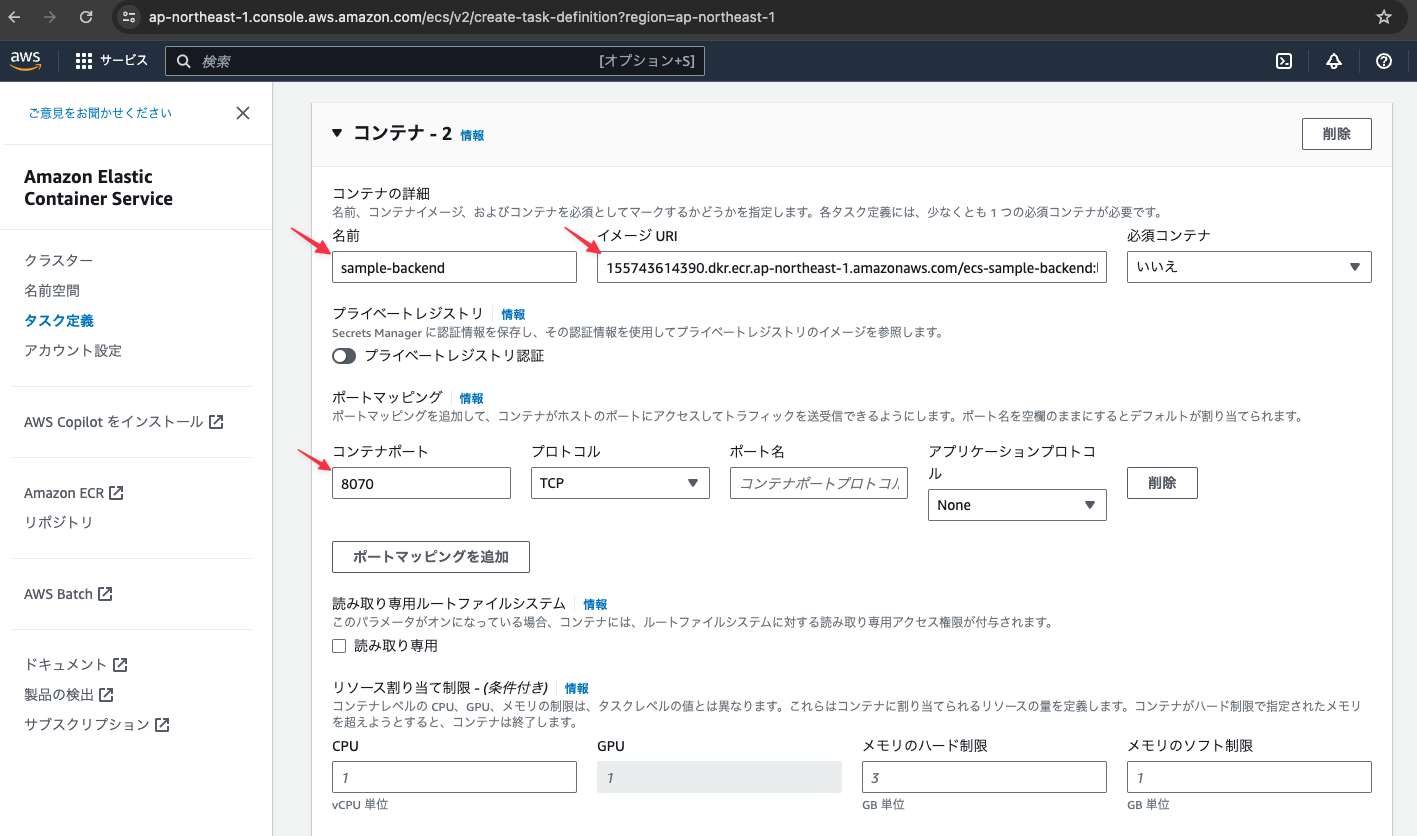 ap-northeast-1.console.aws.amazon.com/ecs/v2/create-task-definition?region=ap-northeast-1
aws
サービス
検索
[オプション+S]
ご意見をお聞かせください
Amazon Elastic
Container Service
クラスター
名前空間
タスク定義
アカウント設定
AWS Copilot をインストール
Amazon ECR
リポジトリ
AWS Batch
ドキュメント
製品の検出
サブスクリプション
コンテナ - 2 情報
削除
コンテナの詳細
名前、コンテナイメージ、およびコンテナを必須としてマークするかどうかを指定します。各タスク定義には、少なくとも 1 つの必須コンテナが必要です。
名前
イメージ URI
必須コンテナ
sample-backend
155743614390.dkr.ecr.ap-northeast-1.amazonaws.com/ecs-sample-backend:
いいえ
プライベートレジストリ 情報
Secrets Manager に認証情報を保存し、その認証情報を使用してプライベートレジストリのイメージを参照します。
プライベートレジストリ認証
ポートマッピング 情報
ポートマッピングを追加して、コンテナがホストのポートにアクセスしてトラフィックを送受信できるようにします。ポート名を空欄のままにするとデフォルトが割り当てられます。
コンテナポート
プロトコル
ポート名
アプリケーションプロトコ
ル
8070
TCP
コンテナポートプロトコル
None
削除
ポートマッピングを追加
読み取り専用ルートファイルシステム 情報
このパラメータがオンになっている場合、コンテナには、ルートファイルシステムに対する読み取り専用アクセス権限が付与されます。
読み取り専用
リソース割り当て制限 - (条件付き) 情報
コンテナレベルの CPU、GPU、メモリの制限は、タスクレベルの値とは異なります。これらはコンテナに割り当てられるリソースの量を定義します。コンテナがハード制限で指定されたメモリ
を超えようとすると、コンテナは終了します。
CPU
GPU
メモリのハード制限
メモリのソフト制限
1
1
3
1
vCPU 単位
GB 単位
GB 単位